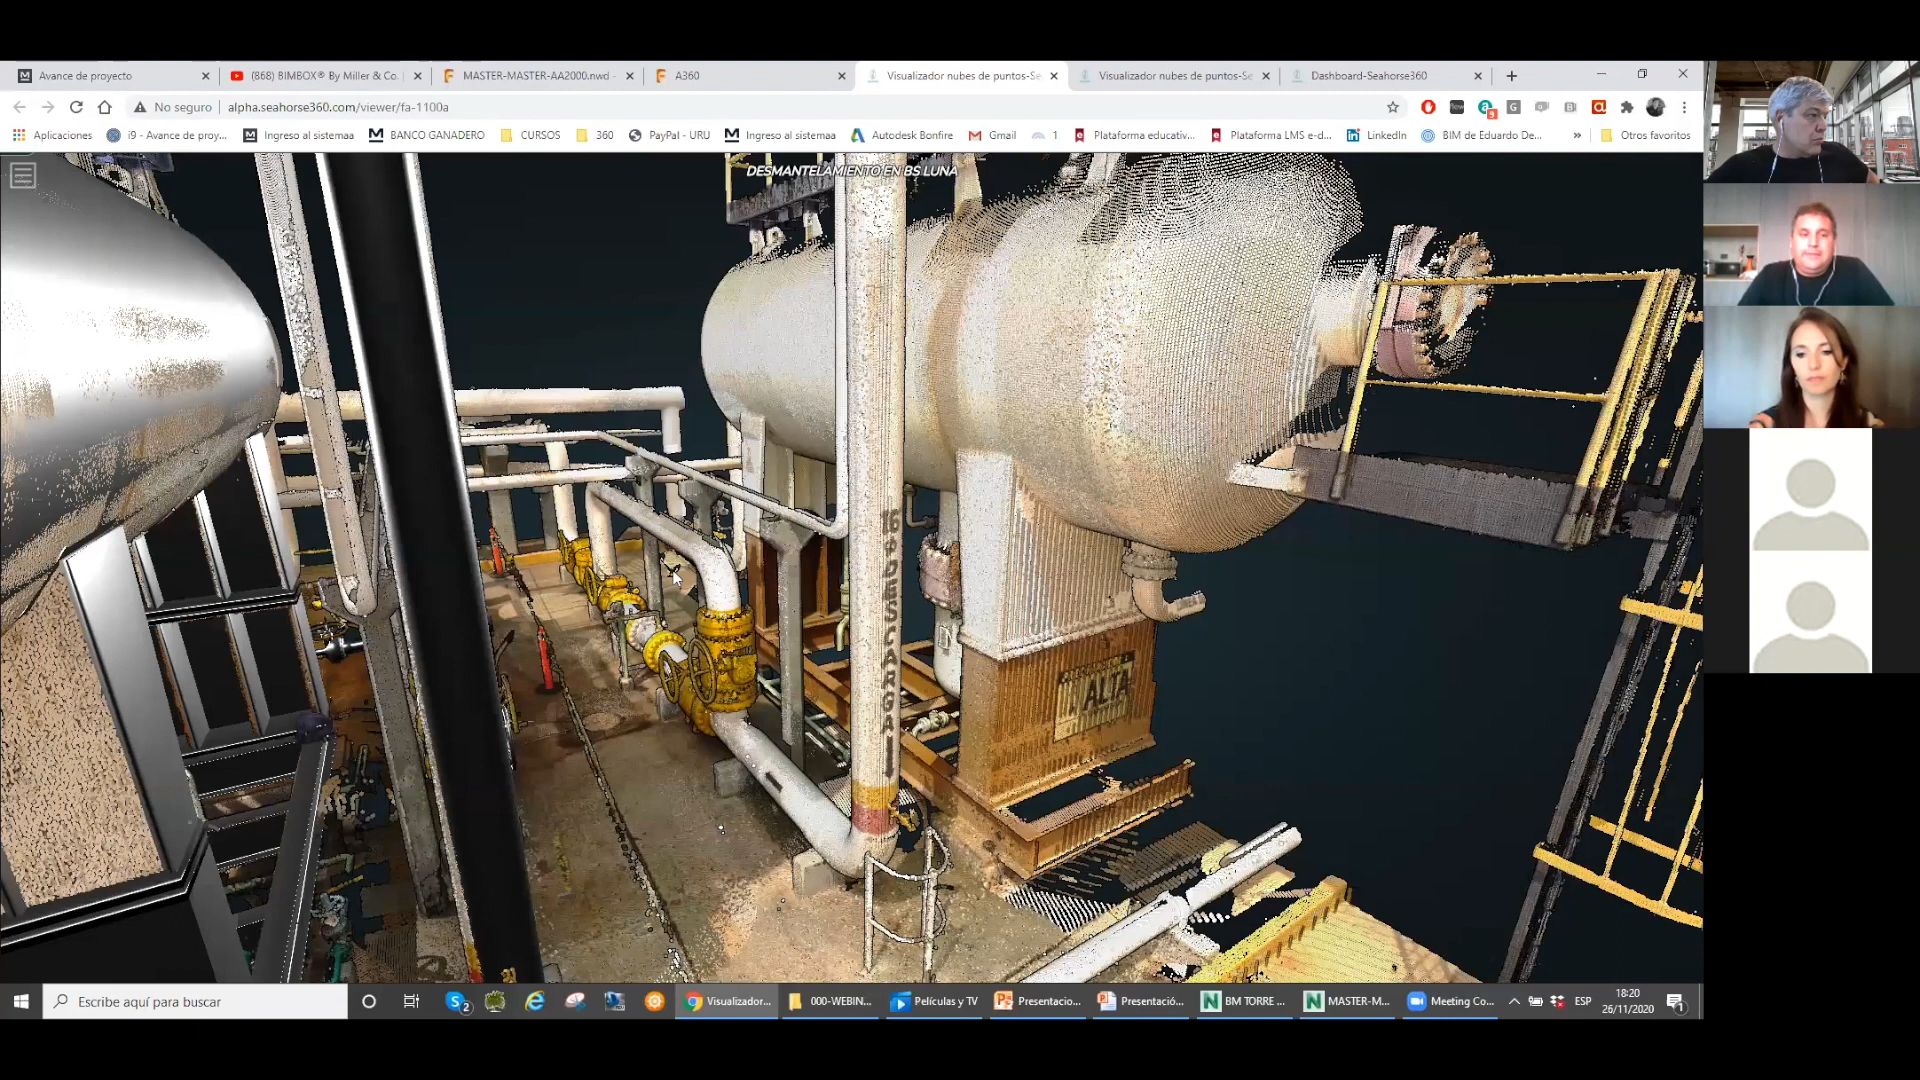 Avance de proyecto
(868) BIMBOX® By Miller & Co.
MASTER-MASTER-AA2000.nwd -
A360
Visualizador nubes de puntos-Se
Visualizador nubes de puntos-Se
Dashboard-Seahorse360
No seguro
alpha.seahorse360.com/viewer/fa-1100a
Aplicaciones
i9 - Avance de proy...
Ingreso al sistemaa
BANCO GANADERO
CURSOS
360
PayPal - URU
Ingreso al sistemaa
Autodesk Bonfire
Gmail
1
Plataforma educativ...
Plataforma LMS e-d...
LinkedIn
BIM de Eduardo De...
»
Otros favoritos
DESMANTELAMIENTO EN BS LUNA
ALTA
Escribe aquí para buscar
2
Visualizador...
000-WEBIN...
Películas y TV
Presentacio...
Presentació...
BM TORRE ...
MASTER-M...
Meeting Co...
ESP
18:20
26/11/2020
1